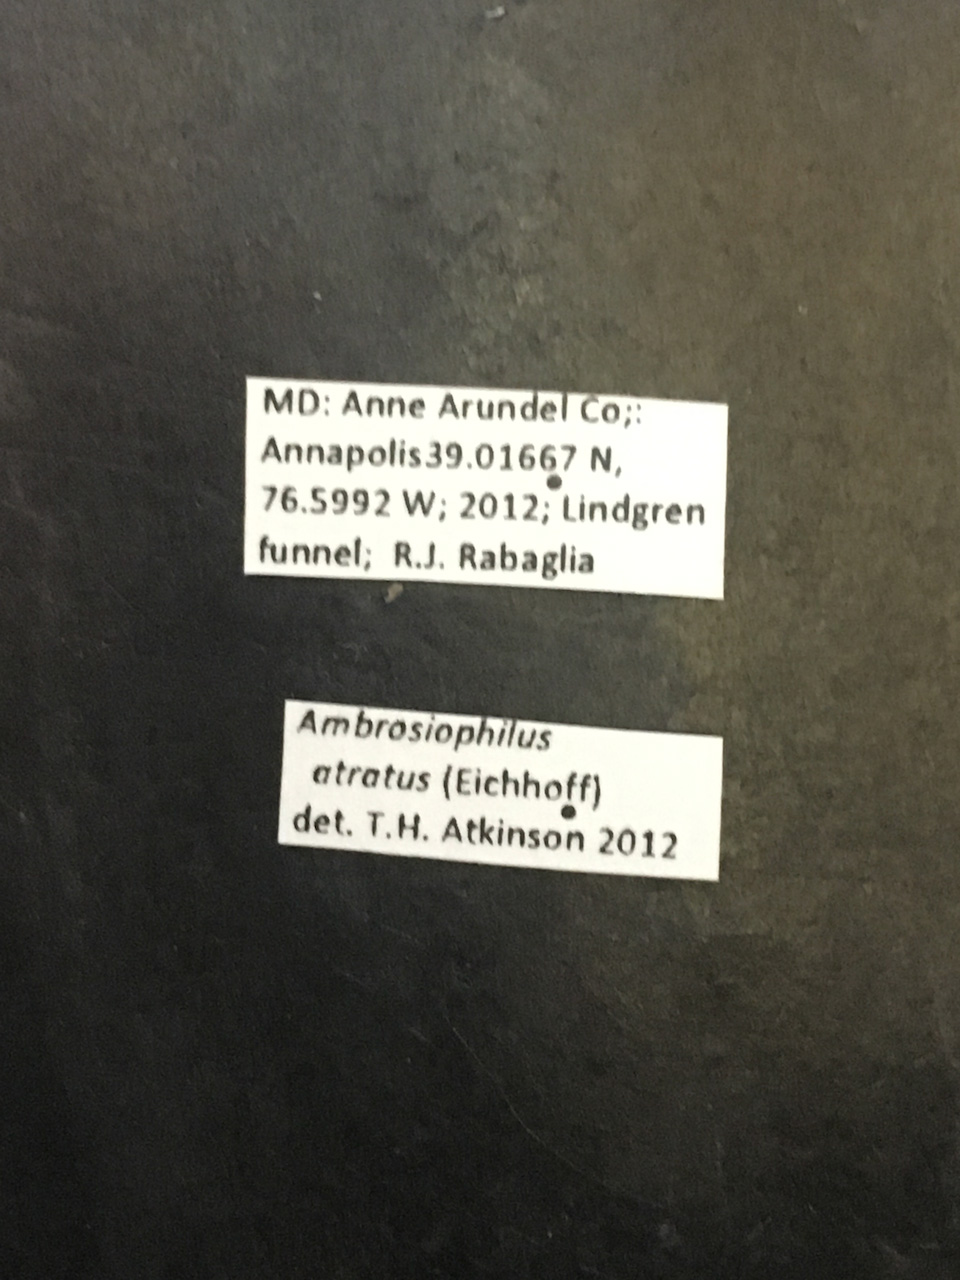 MD: Anne Arundel Co;:
Annapolis39.01667 N,
76.5992 W; 2012; Lindgren
funnel; R.J. Rabaglia
Ambrosiophilus
atratus (Eichhoff)
det. T.H. Atkinson 2012